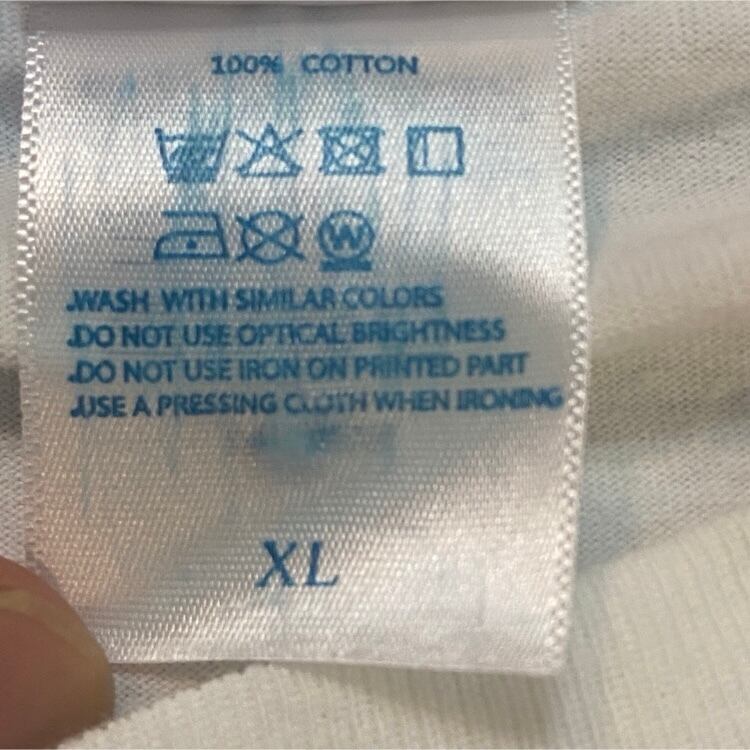 100% COTTON
W
.WASH WITH SIMILAR COLORS
.DO NOT USE OPTICAL BRIGHTNESS
.DO NOT USE IRON ON PRINTED PART
.USE A PRESSING CLOTH WHEN IRONING
XL